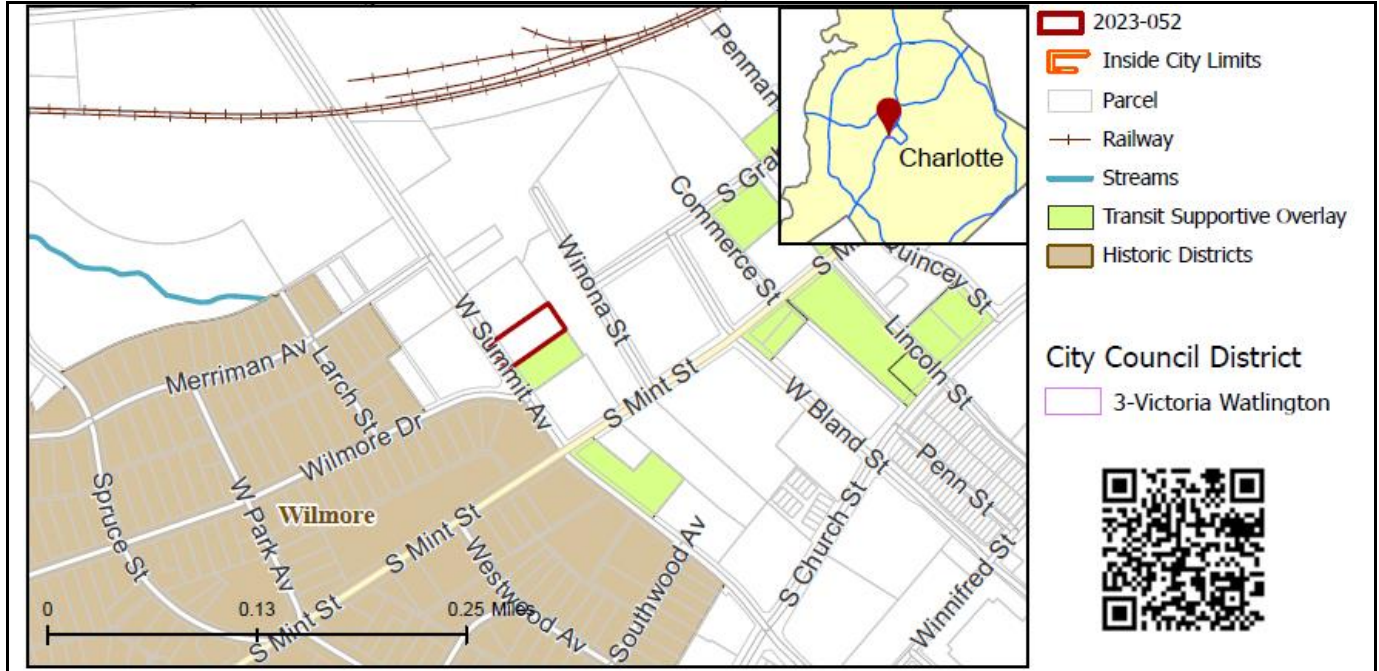 Penman
S Gra
Commerce St
Winona St
W Summit Av
S Mint St
S Mi
Quincey St
Lincoln St
W Bland St
Penn St
S Church St
Winnifred St
Merriman Av
Larch St
Wilmore Dr
W Park Av
Spruce St
Wilmore
S Mint St
S Mint St
Westwood Av
Southwood Av
0 0.13 0.25 Miles
Charlotte
2023-052
Inside City Limits
Parcel
Railway
Streams
Transit Supportive Overlay
Historic Districts
City Council District
3-Victoria Watlington